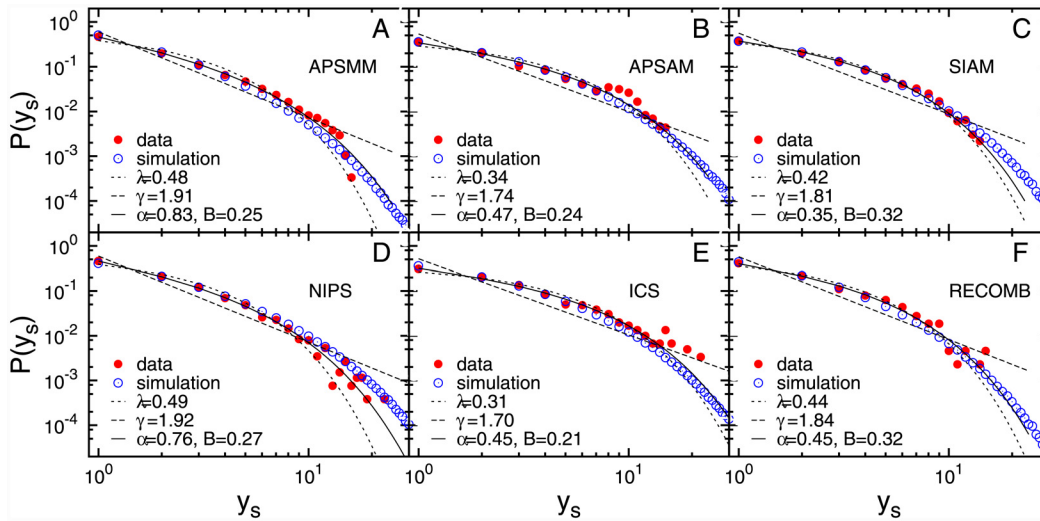 A
APSMM
data
simulation
λ=0.48
γ=1.91
α=0.83, B=0.25
B
APSAM
data
simulation
λ=0.34
γ=1.74
α=0.47, B=0.24
C
SIAM
data
simulation
λ=0.42
γ=1.81
α=0.35, B=0.32
P(y_s)
10^0
10^-1
10^-2
10^-3
10^-4
D
NIPS
data
simulation
λ=0.49
γ=1.92
α=0.76, B=0.27
E
ICS
data
simulation
λ=0.31
γ=1.70
α=0.45, B=0.21
F
RECOMB
data
simulation
λ=0.44
γ=1.84
α=0.45, B=0.32
P(y_s)
10^0
10^-1
10^-2
10^-3
10^-4
10^0 10^1 10^0 10^1 10^0 10^1
y_s y_s y_s